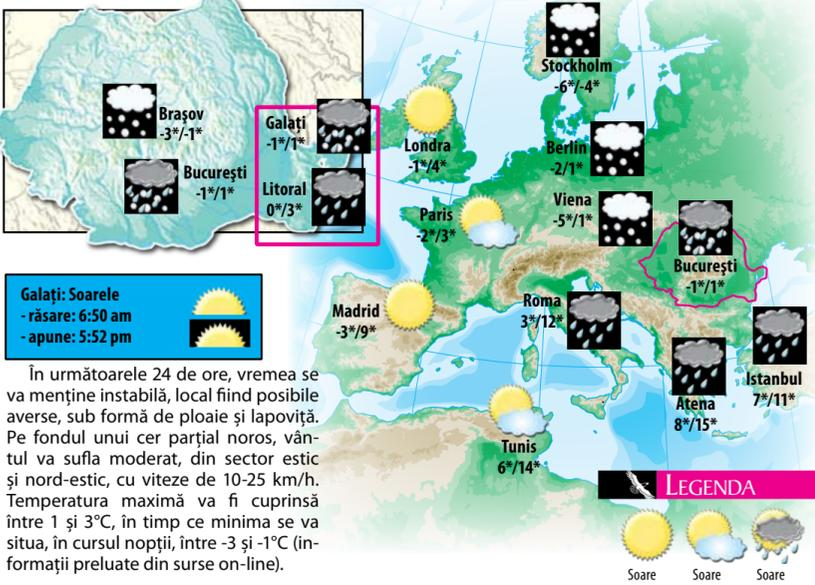 Stockholm
-6*/-4*
Braşov
-3*/-1*
Galaţi
-1*/1*
Bucureşti
-1*/1*
Litoral
0*/3*
Londra
-1*/4*
Berlin
-2/1*
Viena
-5*/1*
Paris
-2*/3*
Bucureşti
-1*/1*
Madrid
-3*/9*
Roma
3*/12*
Istanbul
7*/11*
Atena
8*/15*
Tunis
6*/14*
Galaţi: Soarele
- răsare: 6:50 am
- apune: 5:52 pm
În următoarele 24 de ore, vremea se
va menține instabilă, local fiind posibile
averse, sub formă de ploaie și lapoviță.
Pe fondul unui cer parțial noros, vân-
tul va sufla moderat, din sector estic
și nord-estic, cu viteze de 10-25 km/h.
Temperatura maximă va fi cuprinsă
între 1 și 3°C, în timp ce minima se va
situa, în cursul nopții, între -3 și -1°C (in-
formații preluate din surse on-line).
LEGENDA
Soare
Soare
Soare